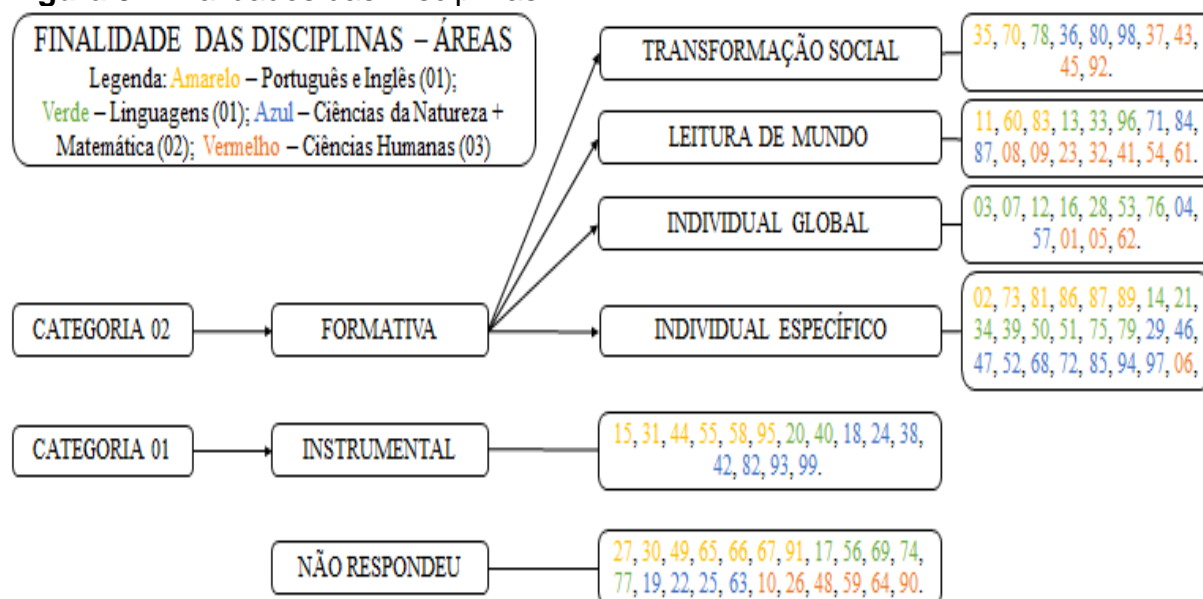 FINALIDADE DAS DISCIPLINAS – ÁREAS
Legenda: Amarelo – Português e Inglês (01);
Verde – Linguagens (01); Azul – Ciências da Natureza +
Matemática (02); Vermelho – Ciências Humanas (03)
TRANSFORMAÇÃO SOCIAL
35, 70, 78, 36, 80, 98, 37, 43,
45, 92.
LEITURA DE MUNDO
11, 60, 83, 13, 33, 96, 71, 84,
87, 08, 09, 23, 32, 41, 54, 61.
INDIVIDUAL GLOBAL
03, 07, 12, 16, 28, 53, 76, 04,
57, 01, 05, 62.
CATEGORIA 02
FORMATIVA
INDIVIDUAL ESPECÍFICO
02, 73, 81, 86, 87, 89, 14, 21,
34, 39, 50, 51, 75, 79, 29, 46,
47, 52, 68, 72, 85, 94, 97, 06,
CATEGORIA 01
INSTRUMENTAL
15, 31, 44, 55, 58, 95, 20, 40, 18, 24, 38,
42, 82, 93, 99.
NÃO RESPONDEU
27, 30, 49, 65, 66, 67, 91, 17, 56, 69, 74,
77, 19, 22, 25, 63, 10, 26, 48, 59, 64, 90.